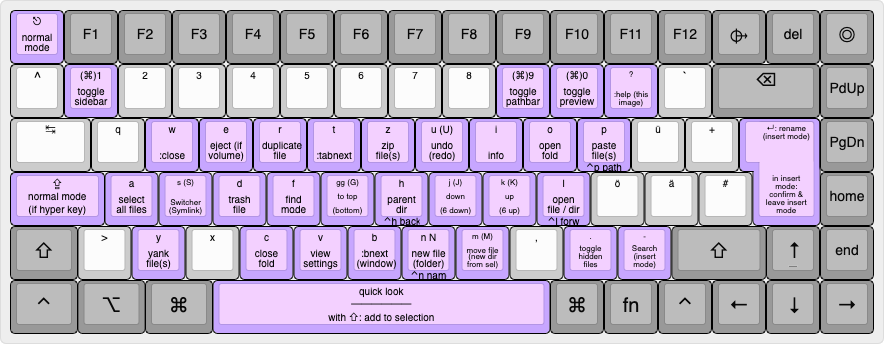 ⎋
normal
mode
F1
F2
F3
F4
F5
F6
F7
F8
F9
F10
F11
F12
del
^
(⌘)1
toggle
sidebar
2
3
4
5
6
7
8
(⌘)9
toggle
pathbar
(⌘)0
toggle
preview
?
:help (this
image)
`
⌫
PdUp
↹
q
w
:close
e
eject (if
volume)
r
duplicate
file
t
:tabnext
z
zip
file(s)
u (U)
undo
(redo)
i
info
o
open
fold
p
paste
file(s)
^p path
ü
+
↵: rename
(insert mode)
in insert
mode:
confirm &
leave insert
mode
PgDn
⇪
normal mode
(if hyper key)
a
select
all files
s (S)
Switcher
(Symlink)
d
trash
file
f
find
mode
gg (G)
to top
(bottom)
h
parent
dir
^h back
j (J)
down
(6 down)
k (K)
up
(6 up)
l
open
file / dir
^l forw
ö
ä
#
home
⇧
>
y
yank
file(s)
x
c
close
fold
v
view
settings
b
:bnext
(window)
n N
new file
(folder)
^n nam
m (M)
move file
(new dir
from sel)
,
.
toggle
hidden
files
-
Search
(insert
mode)
⇧
↑
end
^
⌥
⌘
quick look
with ⇧: add to selection
⌘
fn
^
←
↓
→